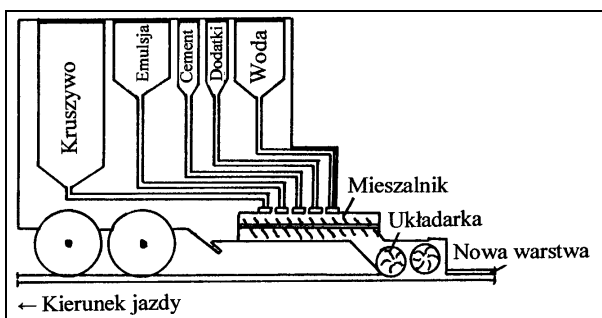 Kruszywo
Emulsja
Cement
Dodatki
Woda
Mieszalnik
Układarka
Nowa warstwa
← Kierunek jazdy